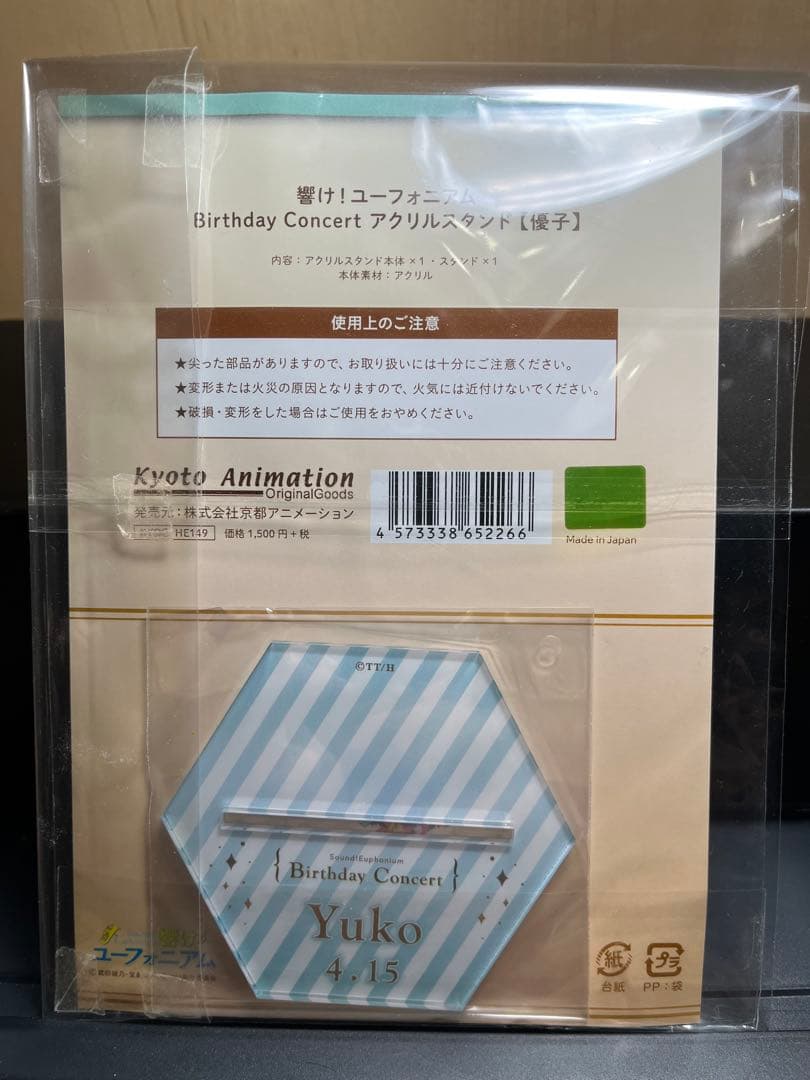 響け！ユーフォニアム
Birthday Concert アクリルスタンド【優子】
内容：アクリルスタンド本体×1・スタンド×1
本体素材：アクリル
使用上のご注意
★尖った部品がありますので、お取り扱いには十分にご注意ください。
★変形または火災の原因となりますので、火気には近付けないでください。
★破損・変形をした場合はご使用をおやめください。
Kyoto Animation
OriginalGoods
発売元：株式会社京都アニメーション
HE149 価格1,500円+税
4 573338 652266
Made in Japan
©TT/H
Sound!Euphonium
{ Birthday Concert }
Yuko
4.15
響け！
ユーフォニアム
紙
台紙
プラ
PP：袋